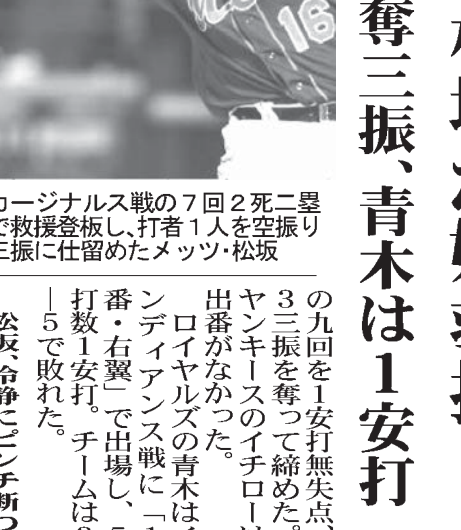 奪三振、青木は1安打
16
カージナルス戦の7回2死二塁
で救援登板し、打者1人を空振り
三振に仕留めたメッツ・松坂
の九回を1安打無失点、
3三振を奪って締めた。
ヤンキースのイチローは
出番がなかった。
ロイヤルズの青木は
ンディアンス戦に「1
番・右翼」で出場し、5
打数1安打。チームは
―5で敗れた。
松坂、冷静にピンチ断つ